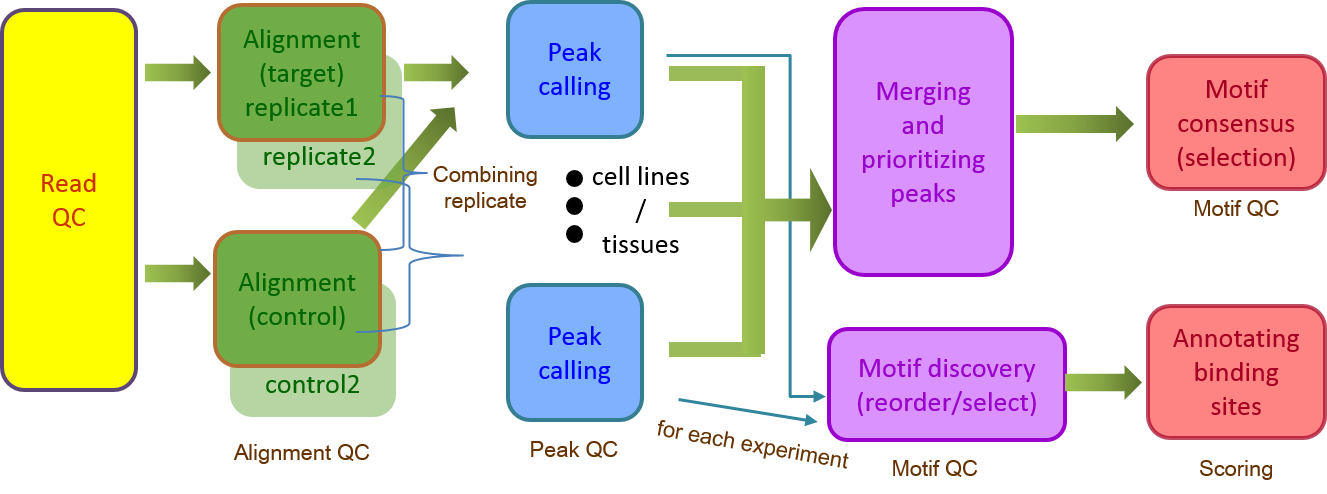 Read
QC
Alignment
(target)
replicate1
replicate2
Alignment
(control)
control2
Alignment QC
Combining
replicate
Peak
calling
cell lines
/
tissues
Peak
calling
Peak QC
for each experiment
Merging
and
prioritizing
peaks
Motif discovery
(reorder/select)
Motif QC
Motif
consensus
(selection)
Motif QC
Annotating
binding
sites
Scoring